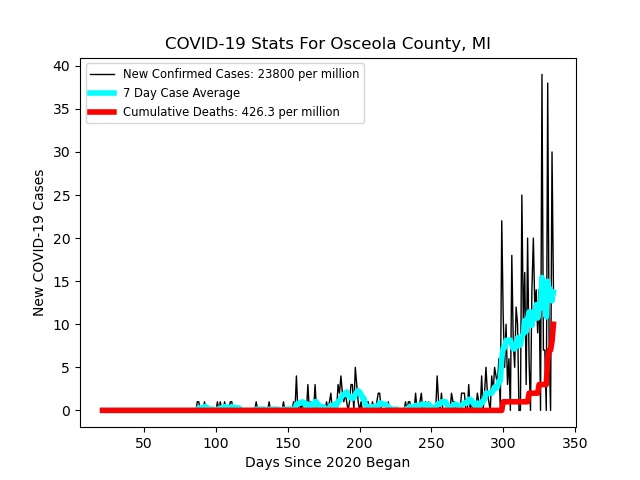 COVID-19 Stats For Osceola County, MI
New Confirmed Cases: 23800 per million
7 Day Case Average
Cumulative Deaths: 426.3 per million
40
35
30
25
20
15
10
5
0
New COVID-19 Cases
50 100 150 200 250 300 350
Days Since 2020 Began